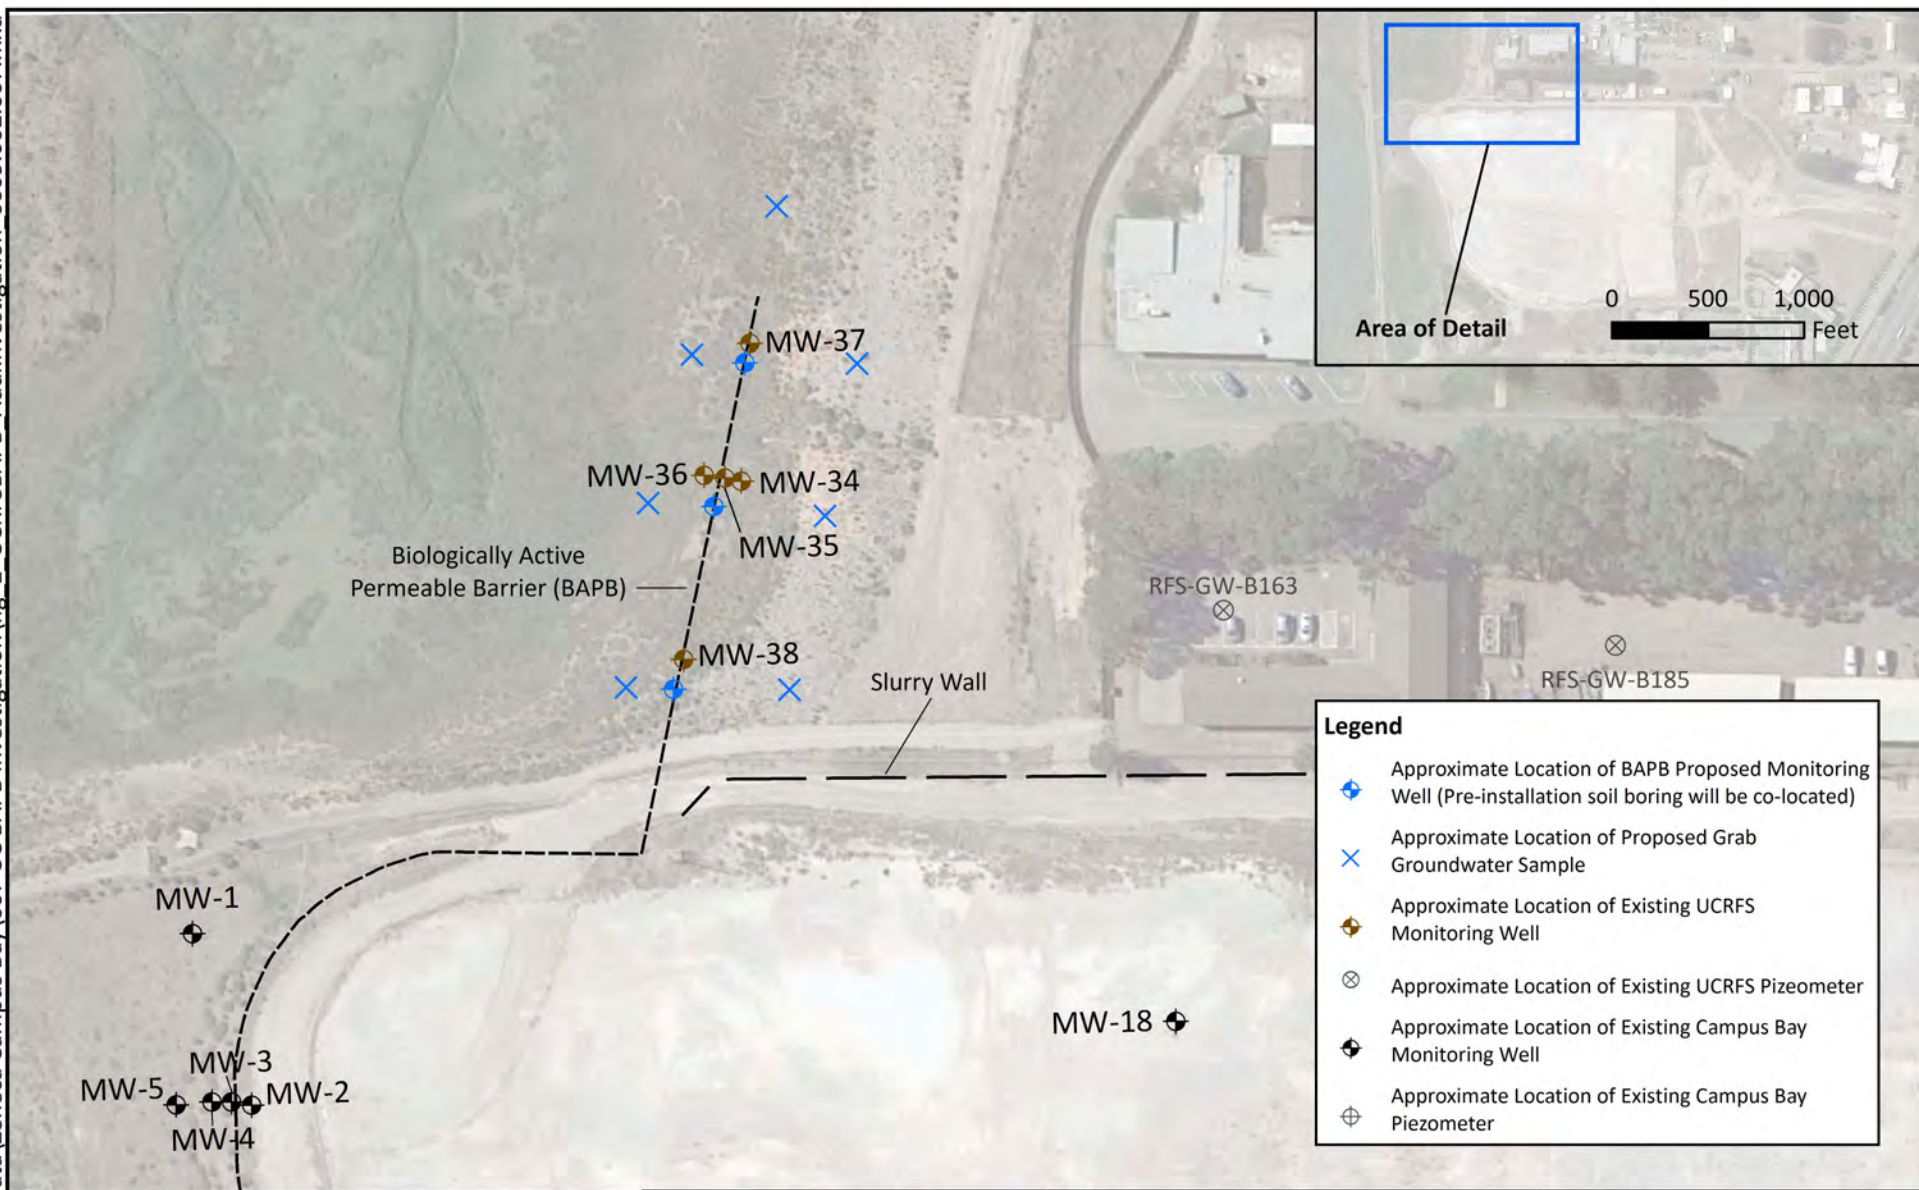 0 500 1,000
Feet
Area of Detail
MW-37
MW-36
MW-34
MW-35
Biologically Active
Permeable Barrier (BAPB)
RFS-GW-B163
MW-38
RFS-GW-B185
Slurry Wall
MW-1
MW-18
MW-3
MW-5
MW-2
MW-4
Legend
Approximate Location of BAPB Proposed Monitoring
Well (Pre-installation soil boring will be co-located)
Approximate Location of Proposed Grab
Groundwater Sample
Approximate Location of Existing UCRFS
Monitoring Well
Approximate Location of Existing UCRFS Pizeometer
Approximate Location of Existing Campus Bay
Monitoring Well
Approximate Location of Existing Campus Bay
Piezometer